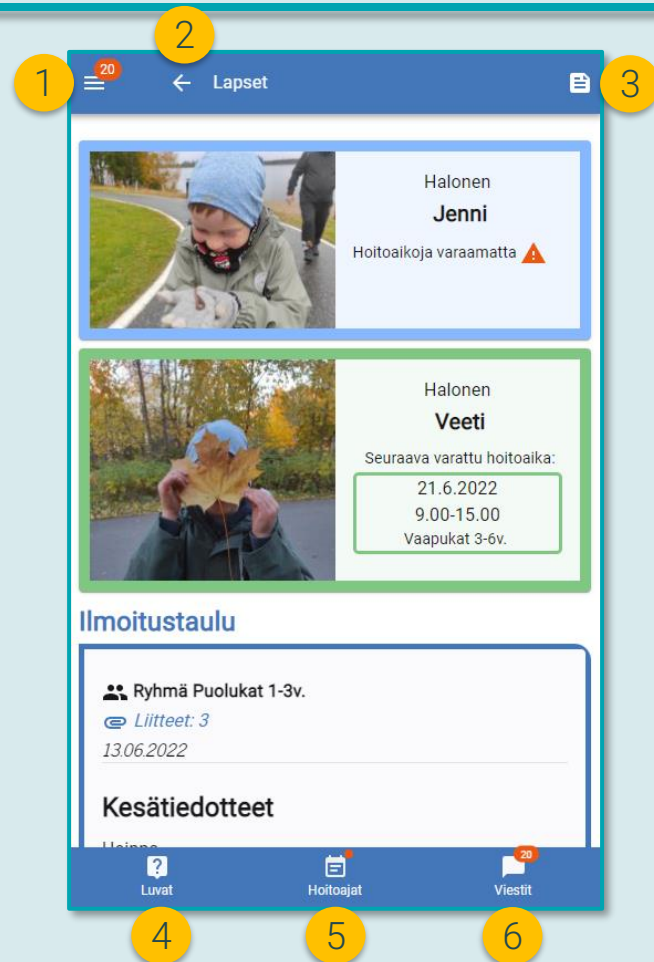 2
1
20
Lapset
3
Halonen
Jenni
Hoitoaikoja varaamatta
Halonen
Veeti
Seuraava varattu hoitoaika:
21.6.2022
9.00-15.00
Vaapukat 3-6v.
Ilmoitustaulu
Ryhmä Puolukat 1-3v.
Liitteet: 3
13.06.2022
Kesätiedotteet
?
20
Luvat
Hoitoajat
Viestit
4
5
6